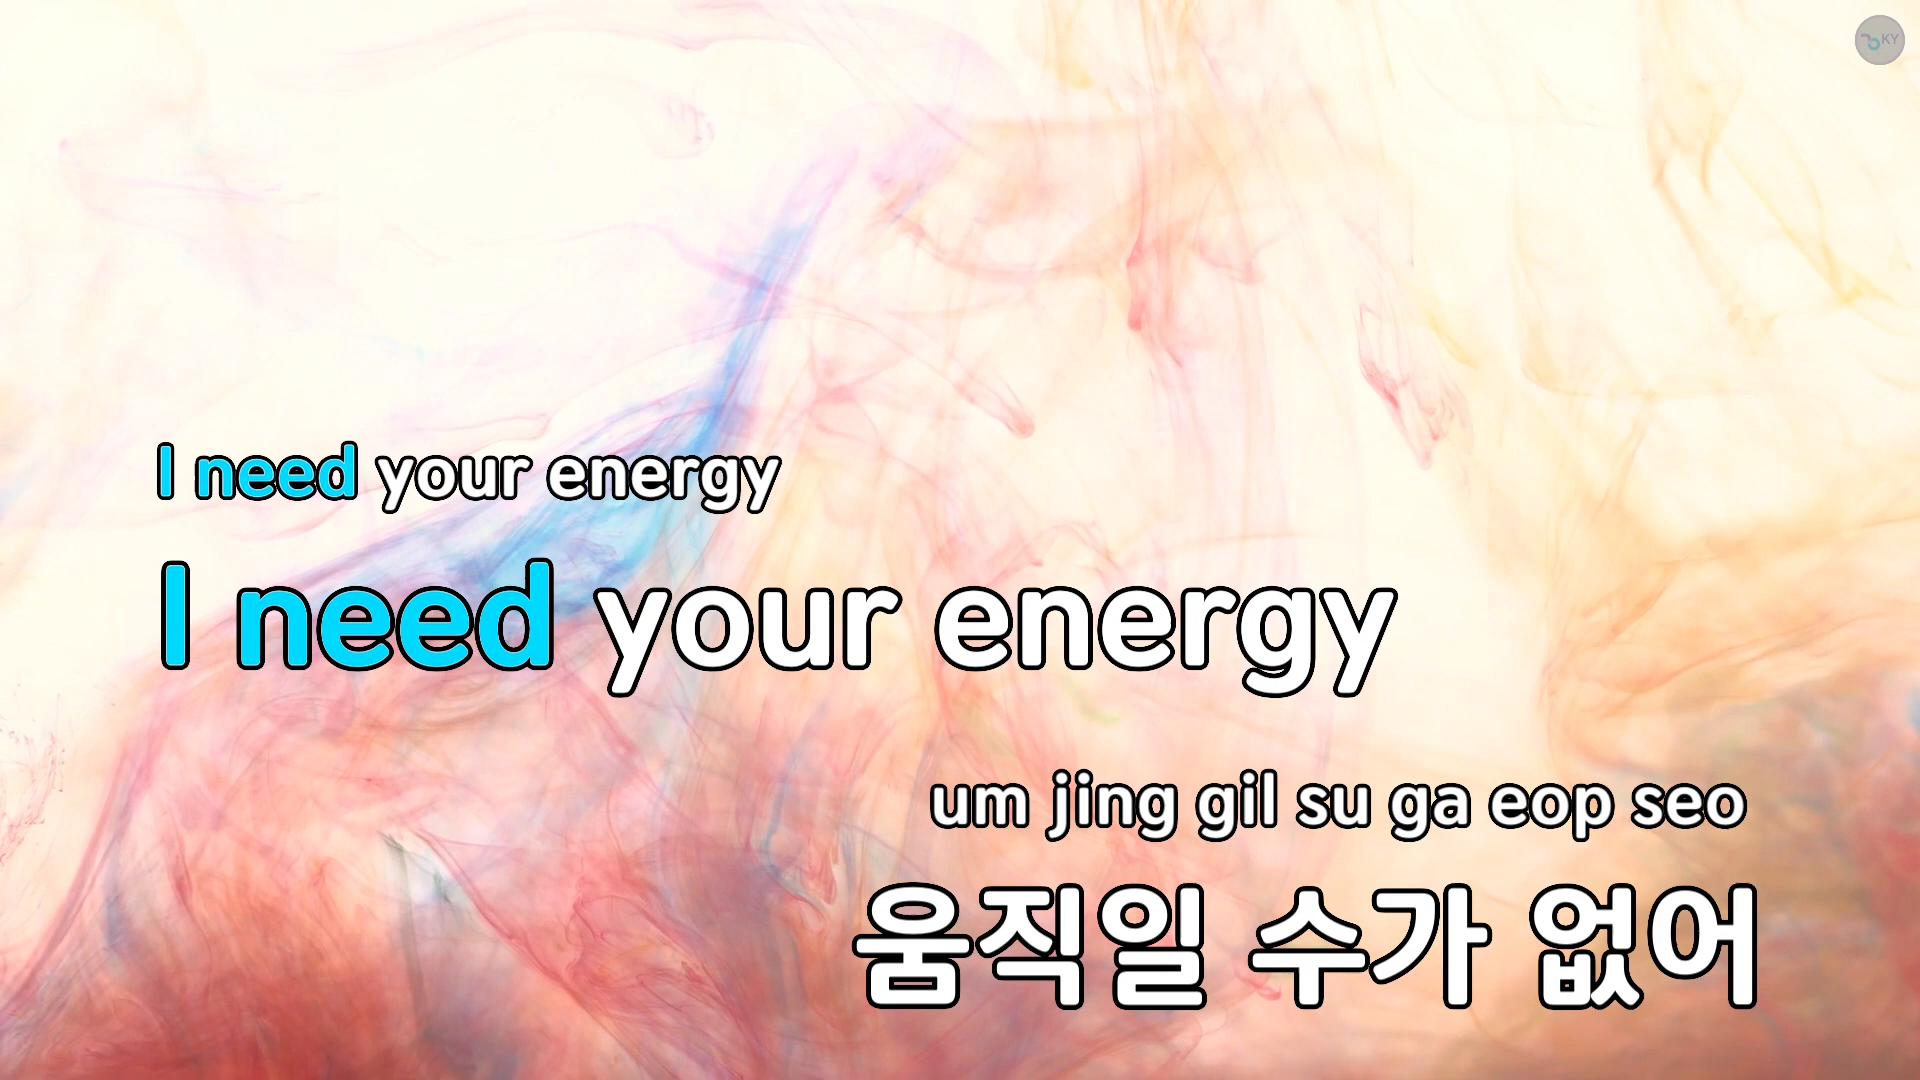 KY
I need your energy
I need your energy
um jing gil su ga eop seo
움직일 수가 없어